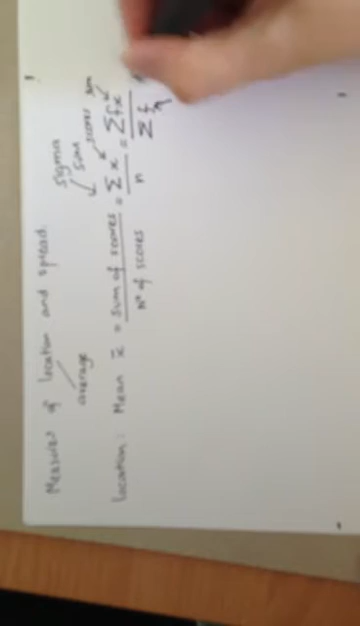 Measures of location and spread.
average
sigma
sum
scores
sum
Location: Mean x̄ = sum of scores / Nº of scores = Σx / n = Σfx / Σf